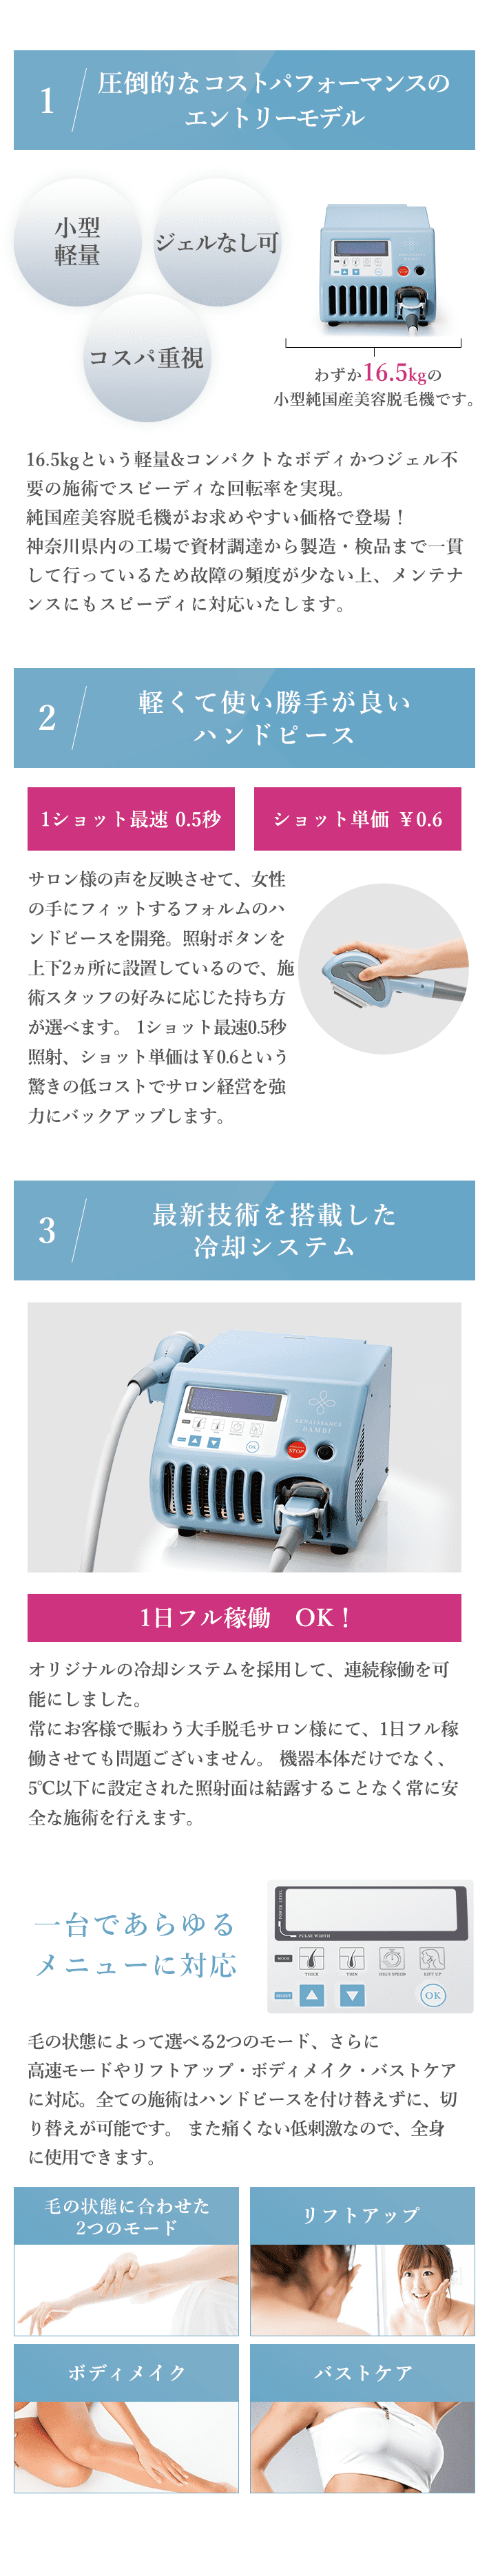 1
圧倒的なコストパフォーマンスの
エントリーモデル
小型
軽量
ジェルなし可
コスパ重視
わずか16.5kgの
小型純国産美容脱毛機です。
16.5kgという軽量&コンパクトなボディかつジェル不
要の施術でスピーディな回転率を実現。
純国産美容脱毛機がお求めやすい価格で登場！
神奈川県内の工場で資材調達から製造・検品まで一貫
して行っているため故障の頻度が少ない上、メンテナ
ンスにもスピーディに対応いたします。
2
軽くて使い勝手が良い
ハンドピース
1ショット最速 0.5秒
ショット単価 ￥0.6
サロン様の声を反映させて、女性
の手にフィットするフォルムのハ
ンドピースを開発。照射ボタンを
上下2ヵ所に設置しているので、施
術スタッフの好みに応じた持ち方
が選べます。 1ショット最速0.5秒
照射、ショット単価は￥0.6という
驚きの低コストでサロン経営を強
力にバックアップします。
3
最新技術を搭載した
冷却システム
RENAISSANCE
BAMBI
OK
STOP
1日フル稼働　OK！
オリジナルの冷却システムを採用して、連続稼働を可
能にしました。
常にお客様で賑わう大手脱毛サロン様にて、1日フル稼
働させても問題ございません。 機器本体だけでなく、
5℃以下に設定された照射面は結露することなく常に安
全な施術を行えます。
一台であらゆる
メニューに対応
POWER LEVEL
PULSE WIDTH
MODE
THICK
THIN
HIGH SPEED
LIFT UP
SELECT
OK
毛の状態によって選べる2つのモード、さらに
高速モードやリフトアップ・ボディメイク・バストケア
に対応。全ての施術はハンドピースを付け替えずに、切
り替えが可能です。 また痛くない低刺激なので、全身
に使用できます。
毛の状態に合わせた
2つのモード
リフトアップ
ボディメイク
バストケア